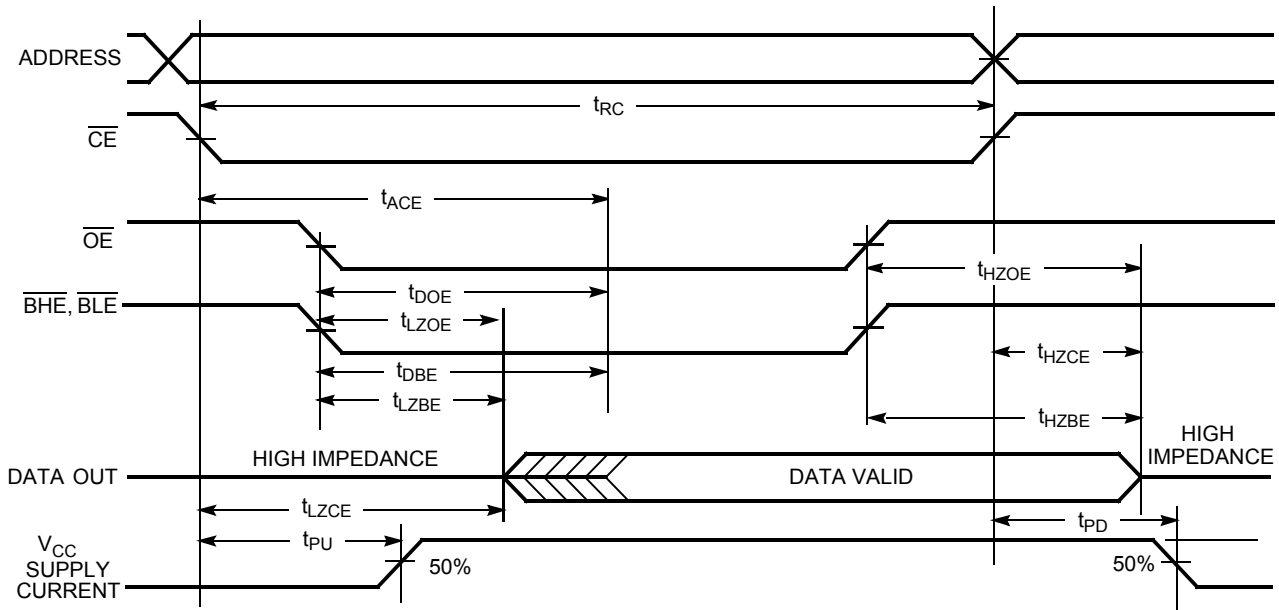 ADDRESS
tRC
CE
tACE
OE
tHZOE
tDOE
BHE, BLE
tLZOE
tHZCE
tDBE
tLZBE
tHZBE
HIGH IMPEDANCE
HIGH
IMPEDANCE
DATA OUT
DATA VALID
tLZCE
tPD
tPU
VCC
SUPPLY
CURRENT
50%
50%